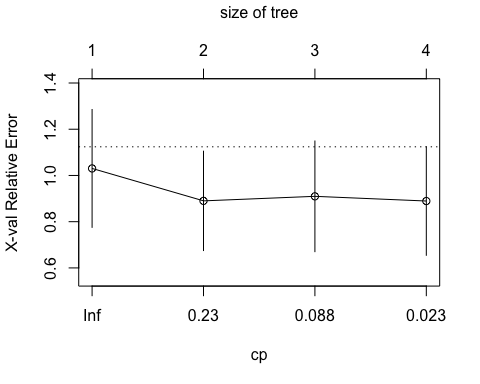 size of tree
1 2 3 4
X-val Relative Error
1.4
1.2
1.0
0.8
0.6
Inf 0.23 0.088 0.023
cp